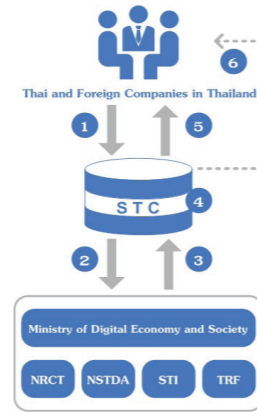 6
Thai and Foreign Companies in Thailand
1 5
STC 4
2 3
Ministry of Digital Economy and Society
NRCT NSTDA STI TRF